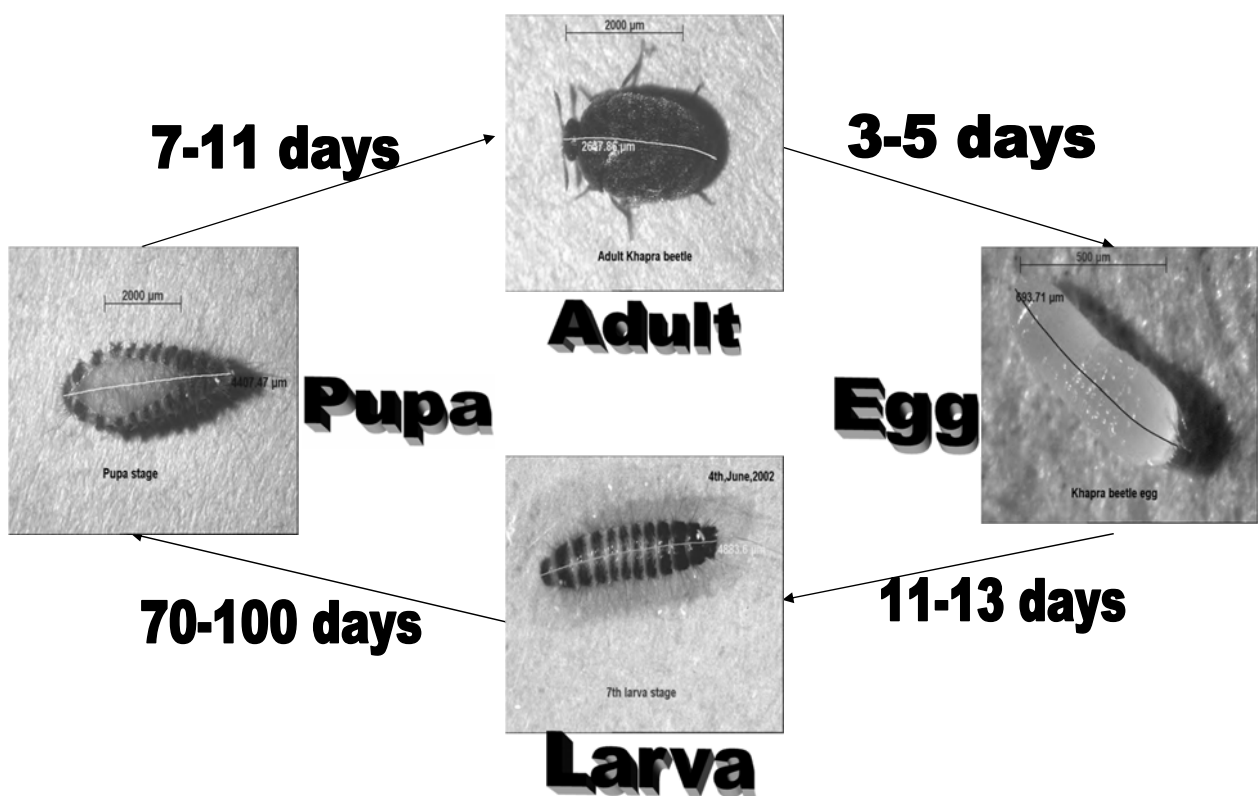 2000 µm
2647.86 µm
Adult Khapra beetle
Adult
7-11 days
3-5 days
2000 µm
4407.47 µm
Pupa stage
Pupa
500 µm
693.71 µm
Khapra beetle egg
Egg
4th,June,2002
4883.6 µm
7th larva stage
Larva
70-100 days
11-13 days